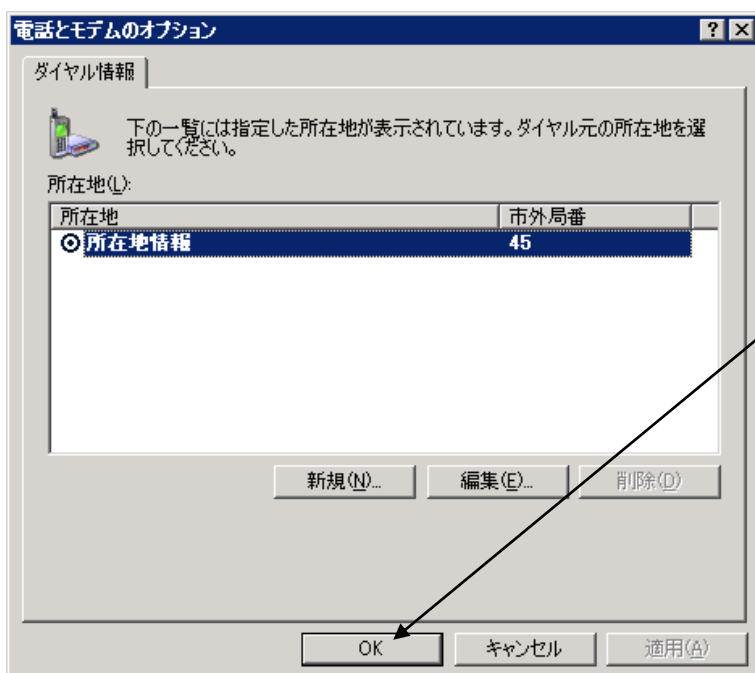 電話とモデムのオプション
ダイヤル情報
下の一覧には指定した所在地が表示されています。ダイヤル元の所在地を選
択してください。
所在地(L):
所在地 市外局番
所在地情報 45
新規(N)... 編集(E)... 削除(D)
OK キャンセル 適用(A)